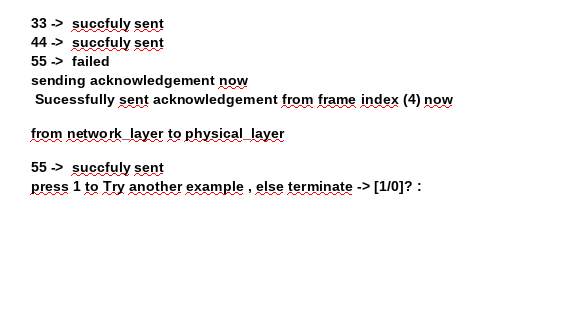 33 -> succfuly sent
44 -> succfuly sent
55 -> failed
sending acknowledgement now
Sucessfully sent acknowledgement from frame index (4) now
from network_layer to physical_layer
55 -> succfuly sent
press 1 to Try another example , else terminate -> [1/0]? :